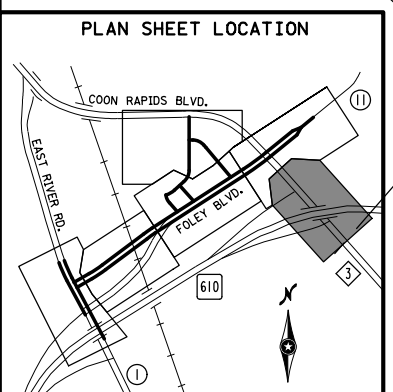 PLAN SHEET LOCATION
COON RAPIDS BLVD.
11
EAST RIVER RD.
FOLEY BLVD.
610
3
N
1